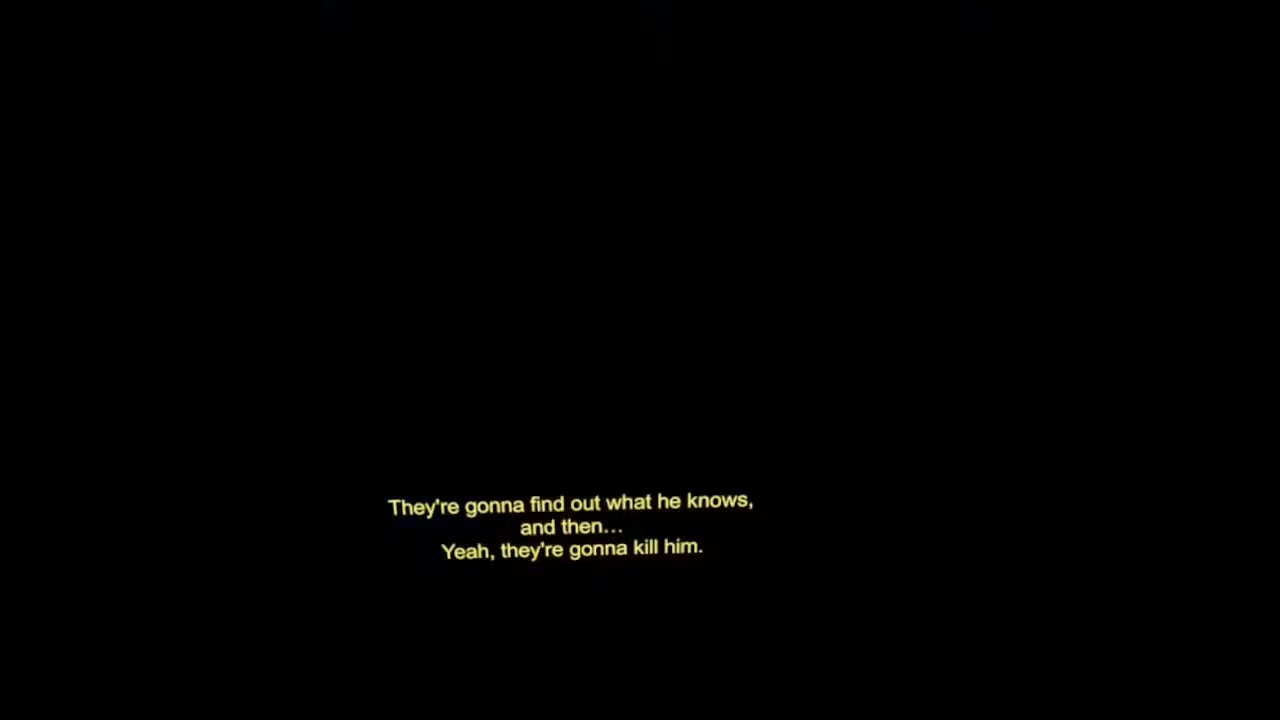 They're gonna find out what he knows,
and then…
Yeah, they're gonna kill him.